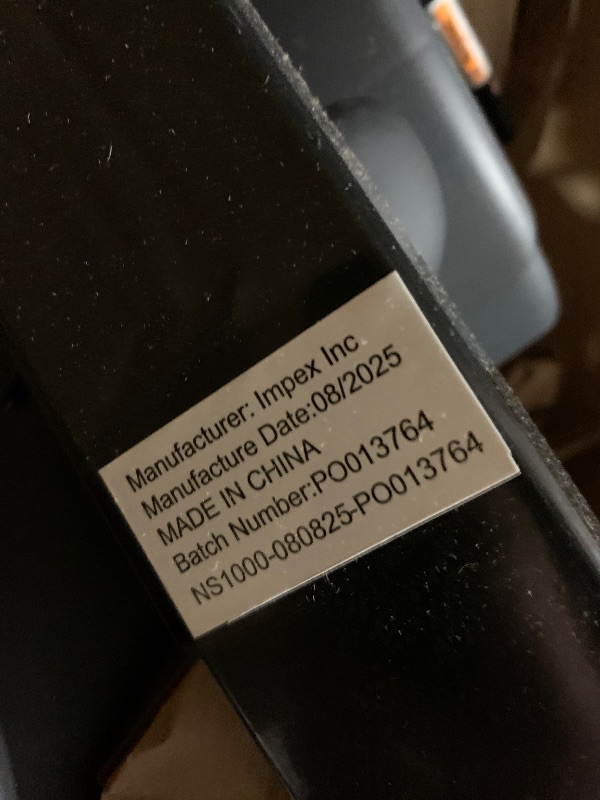 Manufacturer: Impex Inc
Manufacture Date:08/2025
MADE IN CHINA
Batch Number:PO013764
NS1000-080825-PO013764